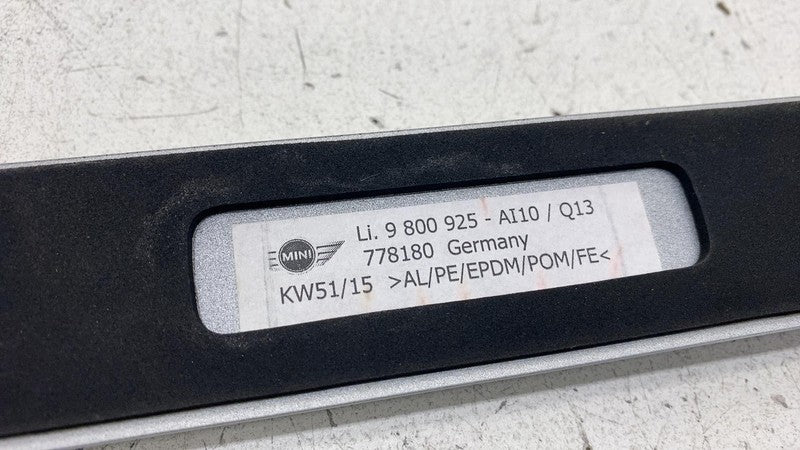 Li. 9 800 925 - AI10 / Q13
MINI
778180 Germany
KW51/15 >AL/PE/EPDM/POM/FE<